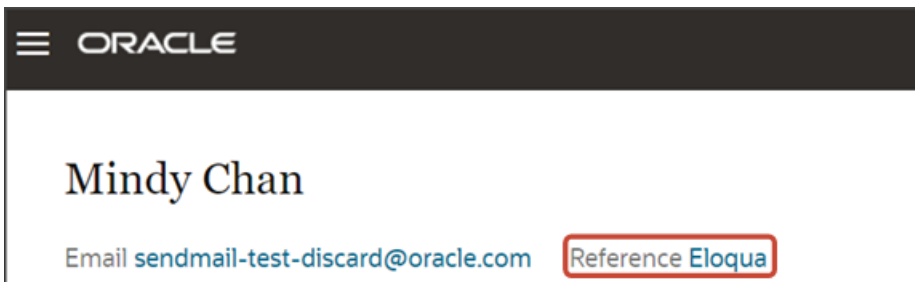 ORACLE
Mindy Chan
Email sendmail-test-discard@oracle.com Reference Eloqua